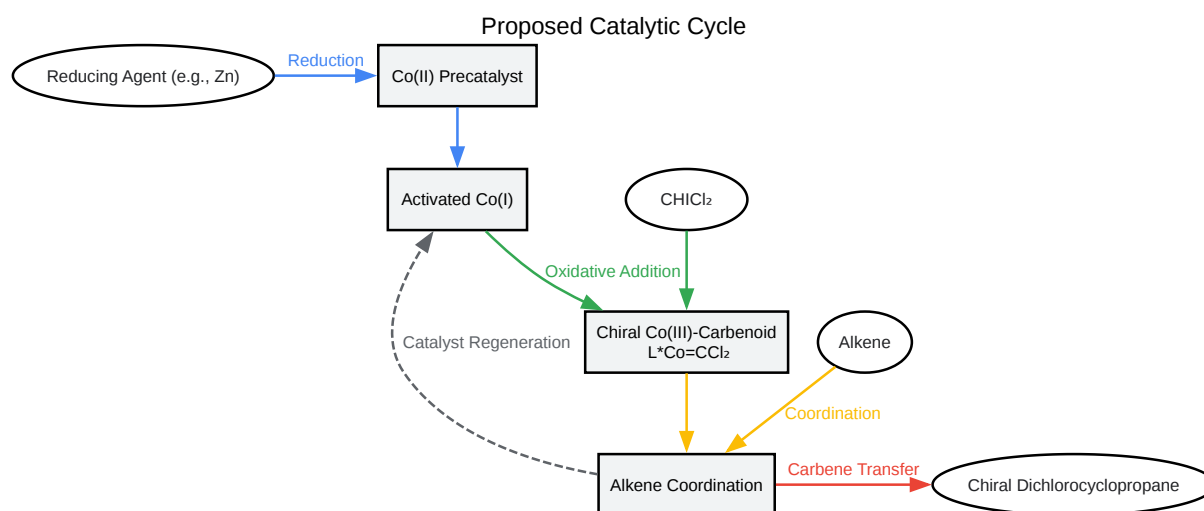 Proposed Catalytic Cycle
Reducing Agent (e.g., Zn)
Reduction
Co(II) Precatalyst
Activated Co(I)
CHICl₂
Oxidative Addition
Chiral Co(III)-Carbenoid
L*Co=CCl₂
Alkene
Catalyst Regeneration
Coordination
Alkene Coordination
Carbene Transfer
Chiral Dichlorocyclopropane